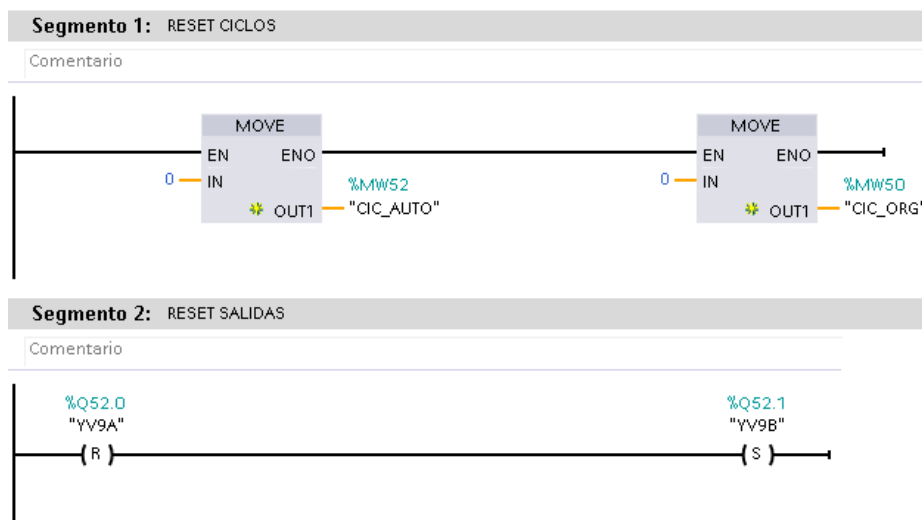 Segmento 1: RESET CICLOS
Comentario
MOVE MOVE
EN ENO EN ENO
0 IN 0 IN
%MW52 %MW50
OUT1 "CIC_AUTO" OUT1 "CIC_ORG"
Segmento 2: RESET SALIDAS
Comentario
%Q52.0 %Q52.1
"YV9A" "YV9B"
R S